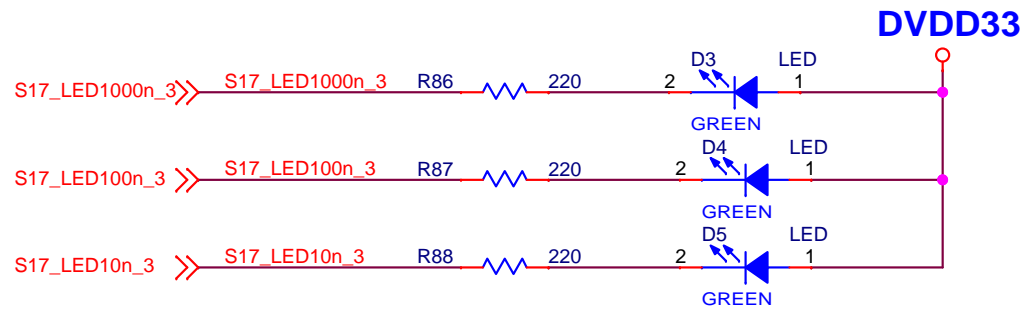 DVDD33
D3 LED
S17_LED1000n_3 S17_LED1000n_3 R86 220 2 1
GREEN
D4 LED
S17_LED100n_3 S17_LED100n_3 R87 220 2 1
GREEN
D5 LED
S17_LED10n_3 S17_LED10n_3 R88 220 2 1
GREEN